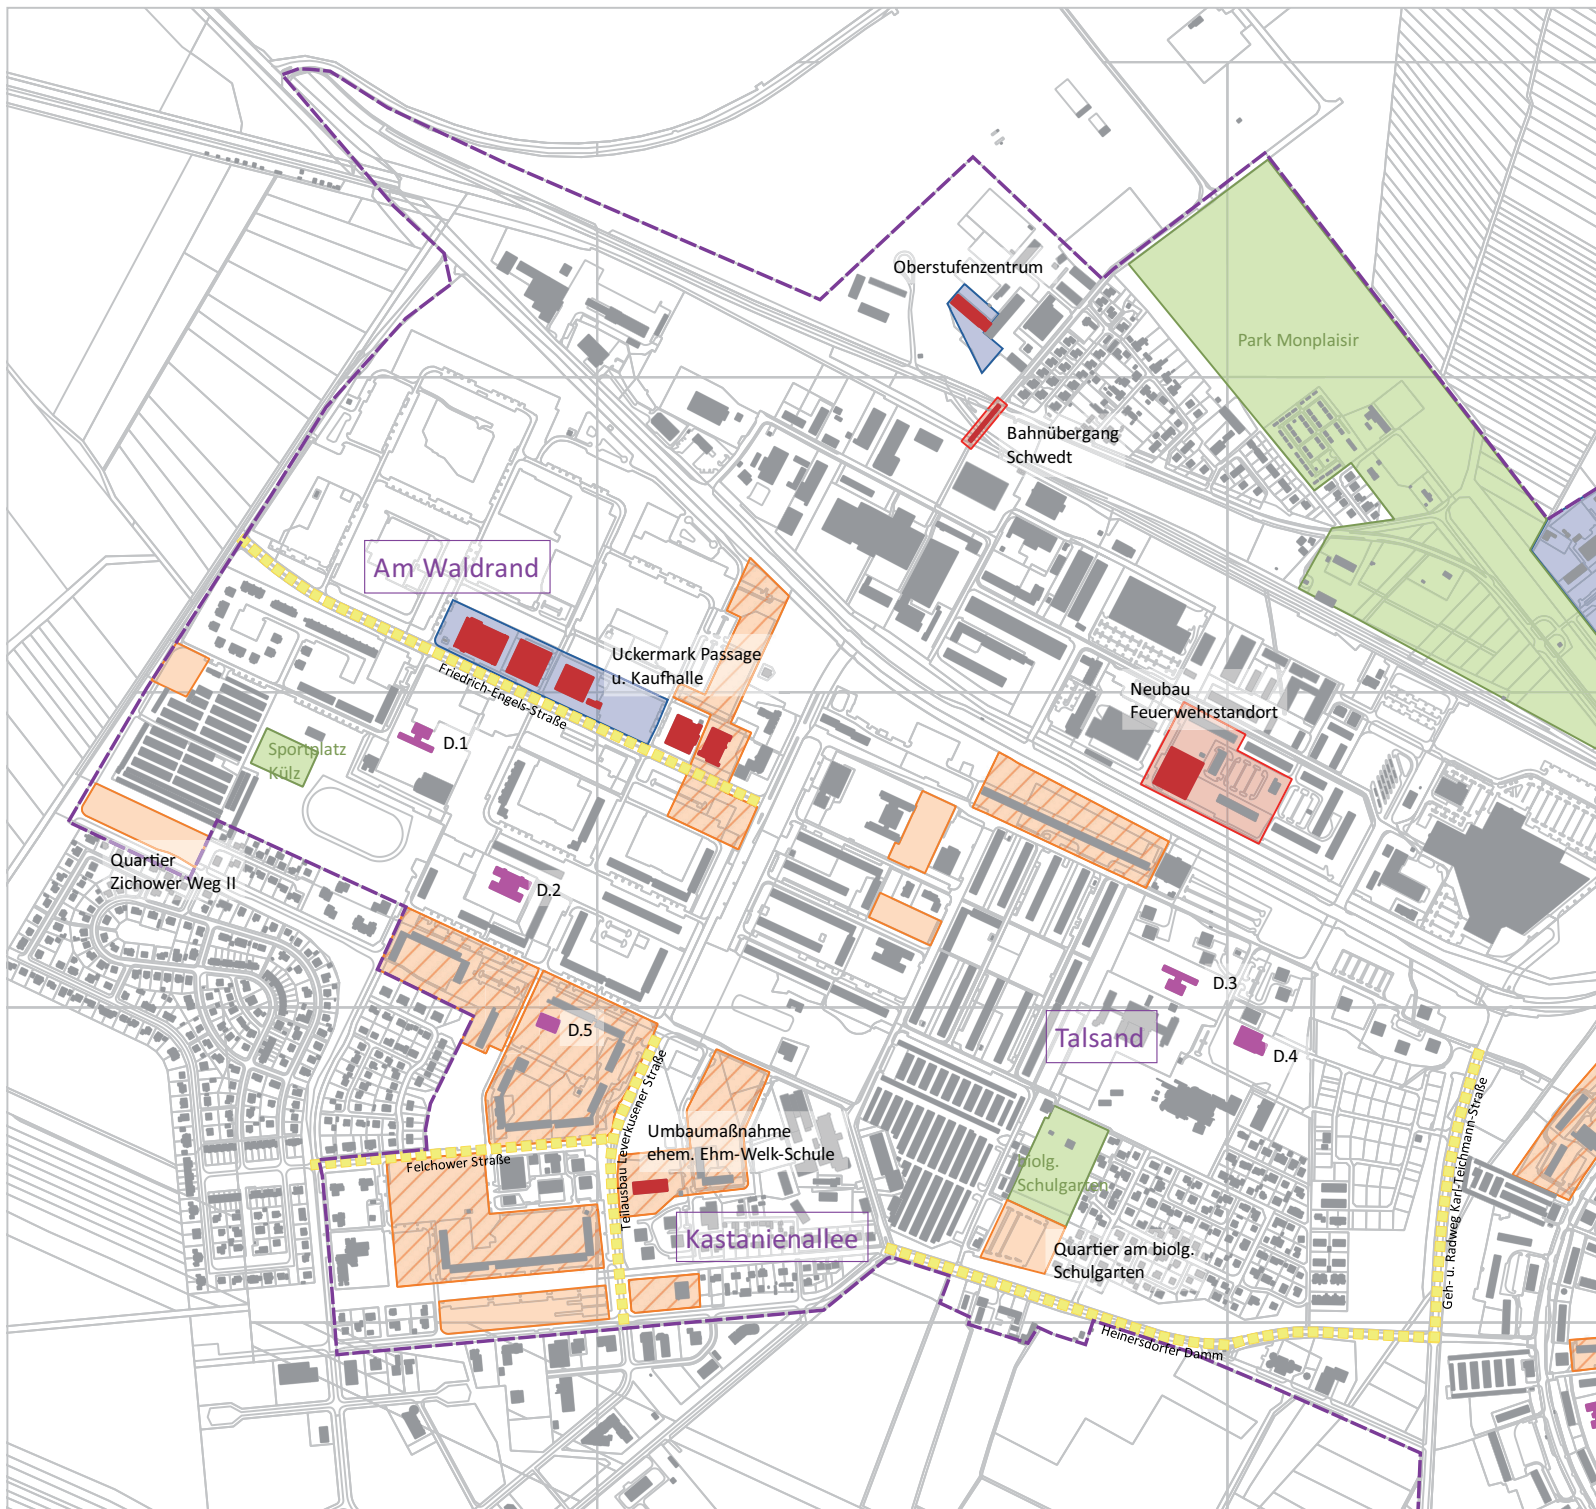 Oberstufenzentrum
Park Monplaisir
Bahnübergang
Schwedt
Am Waldrand
Uckermark Passage
u. Kaufhalle
Friedrich-Engels-Straße
Neubau
Feuerwehrstandort
D.1
Sportplatz
Külz
Quartier
Zichower Weg II
D.2
D.3
D.5
Talsand
D.4
Teilausbau Leverkusener Straße
Umbaumaßnahme
ehem. Ehm-Welk-Schule
Felchower Straße
biolg.
Schulgarten
Kastanienallee
Quartier am biolg.
Schulgarten
Geh- u. Radweg Karl-Teichmann-Straße
Heinersdorfer Damm